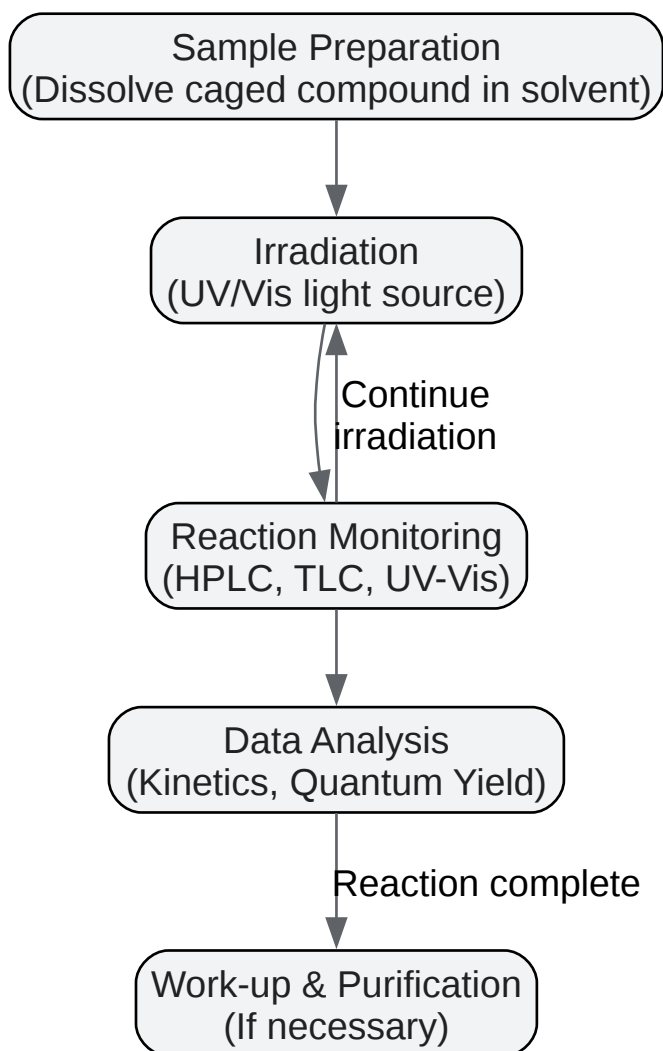 Sample Preparation
(Dissolve caged compound in solvent)
Irradiation
(UV/Vis light source)
Continue
irradiation
Reaction Monitoring
(HPLC, TLC, UV-Vis)
Data Analysis
(Kinetics, Quantum Yield)
Reaction complete
Work-up & Purification
(If necessary)